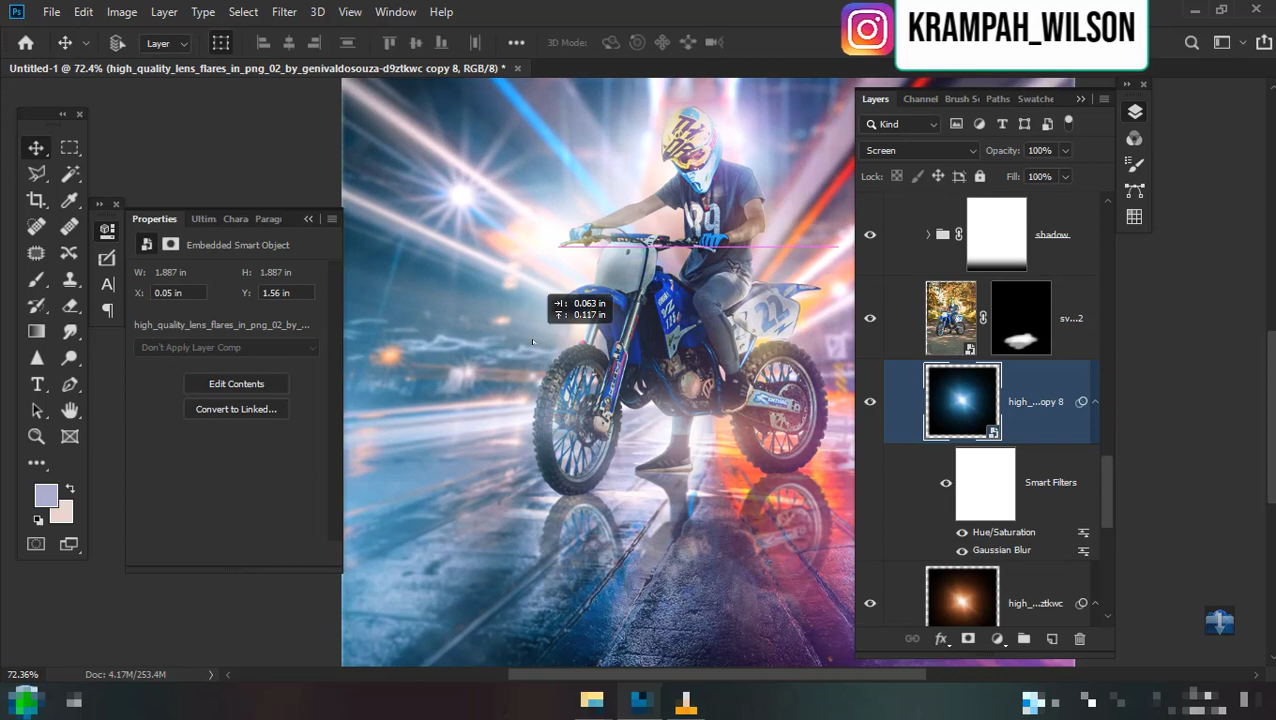 Ps File Edit Image Layer Type Select Filter 3D View Window Help
KRAMPAH_WILSON
Layer 3D Mode:
Untitled-1 @ 72.4% (high_quality_lens_flares_in_png_02_by_genivaldosouza-d9ztkwc copy 8, RGB/8) *
Layers Channel Brush Se Paths Swatche
Kind
Screen Opacity: 100%
Lock: Fill: 100%
Properties Ultim Chara Paragi
Embedded Smart Object
W: 1.887 in H: 1.887 in
X: 0.05 in Y: 1.56 in
high_quality_lens_flares_in_png_02_by_...
Don't Apply Layer Comp
Edit Contents
Convert to Linked...
0.063 in
0.117 in
shadow
sv...2
high_...opy 8
Smart Filters
Hue/Saturation
Gaussian Blur
high_...ztkwc
72.36% Doc: 4.17M/253.4M